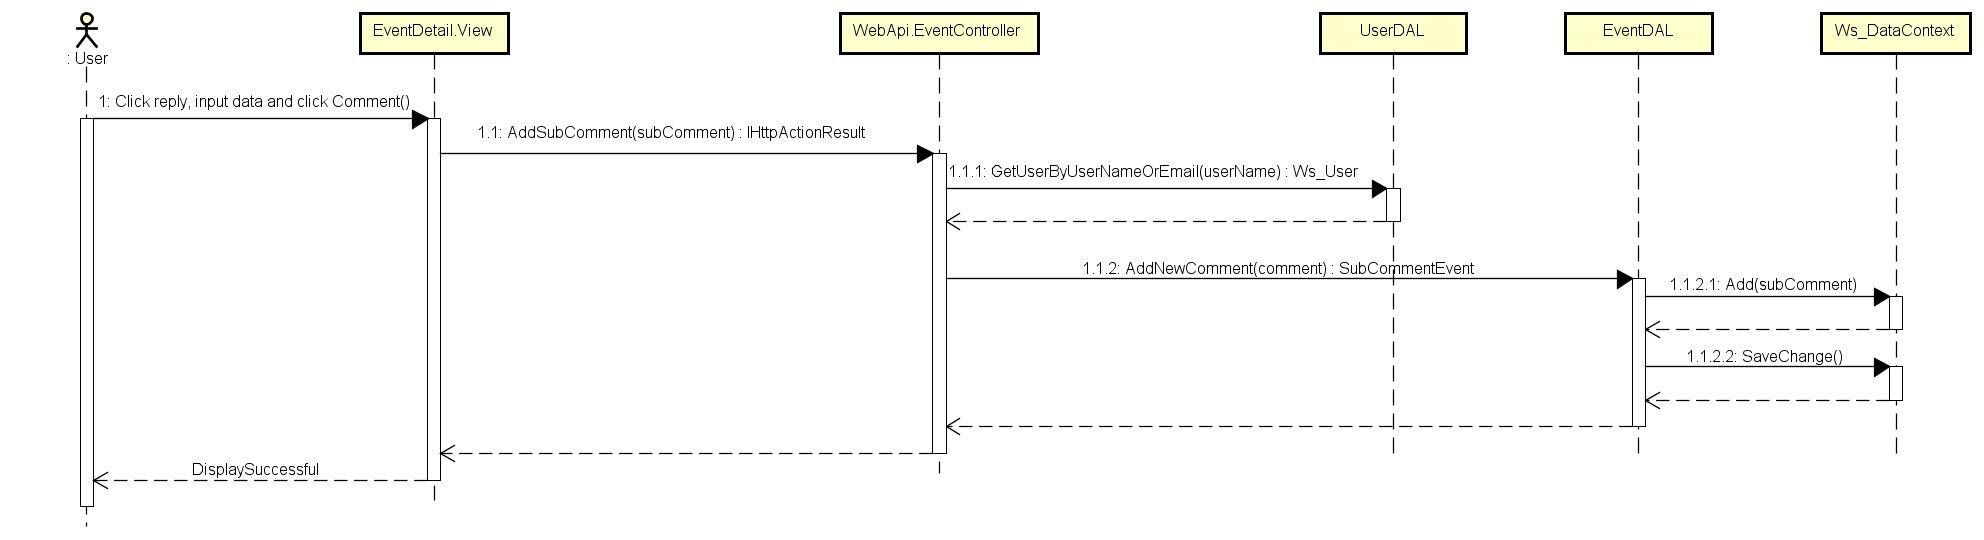 : User
EventDetail.View
WebApi.EventController
UserDAL
EventDAL
Ws_DataContext
1: Click reply, input data and click Comment()
1.1: AddSubComment(subComment) : IHttpActionResult
1.1.1: GetUserByUserNameOrEmail(userName) : Ws_User
1.1.2: AddNewComment(comment) : SubCommentEvent
1.1.2.1: Add(subComment)
1.1.2.2: SaveChange()
DisplaySuccessful